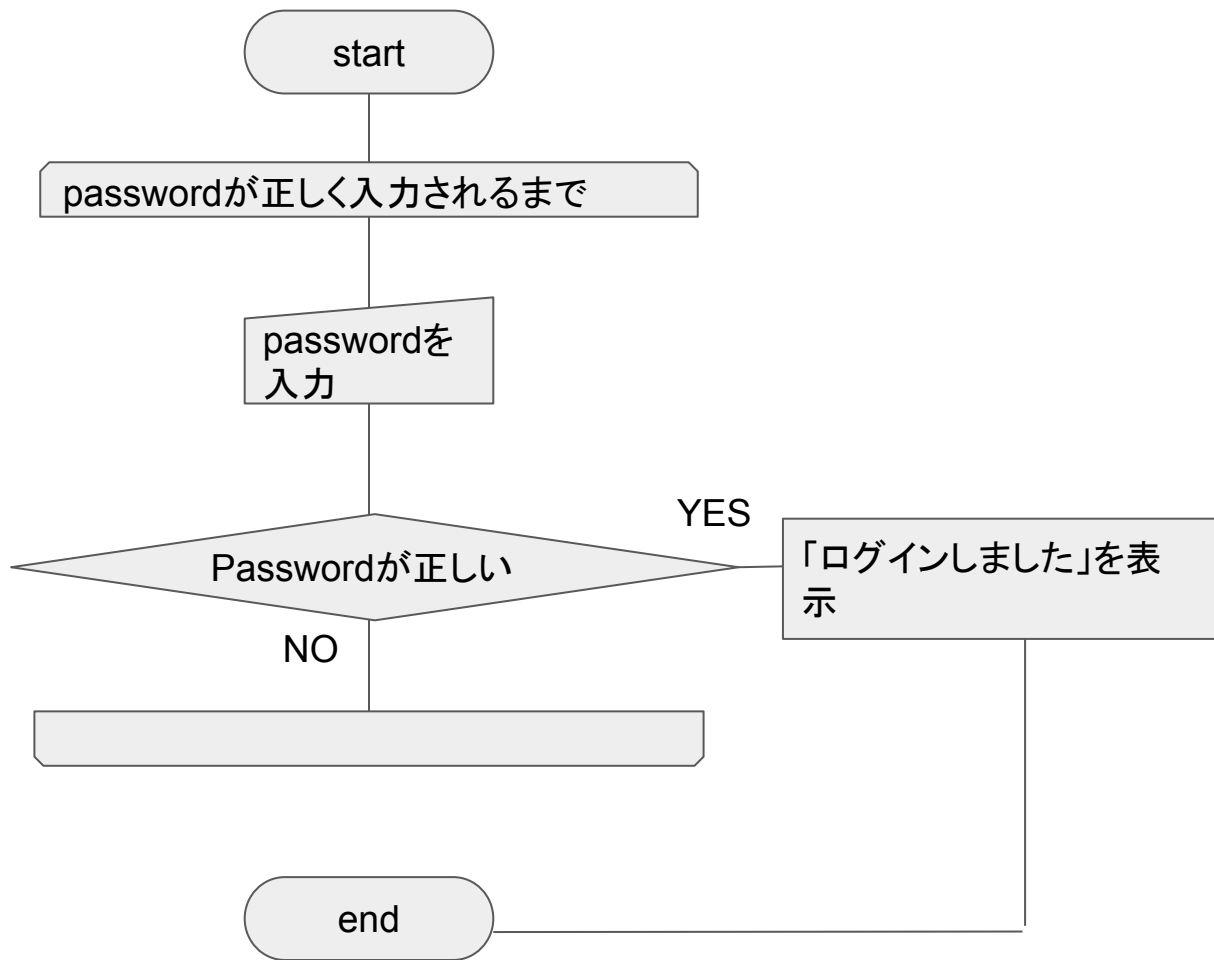 start
passwordが正しく入力されるまで
passwordを
入力
YES
Passwordが正しい
「ログインしました」を表
示
NO
end